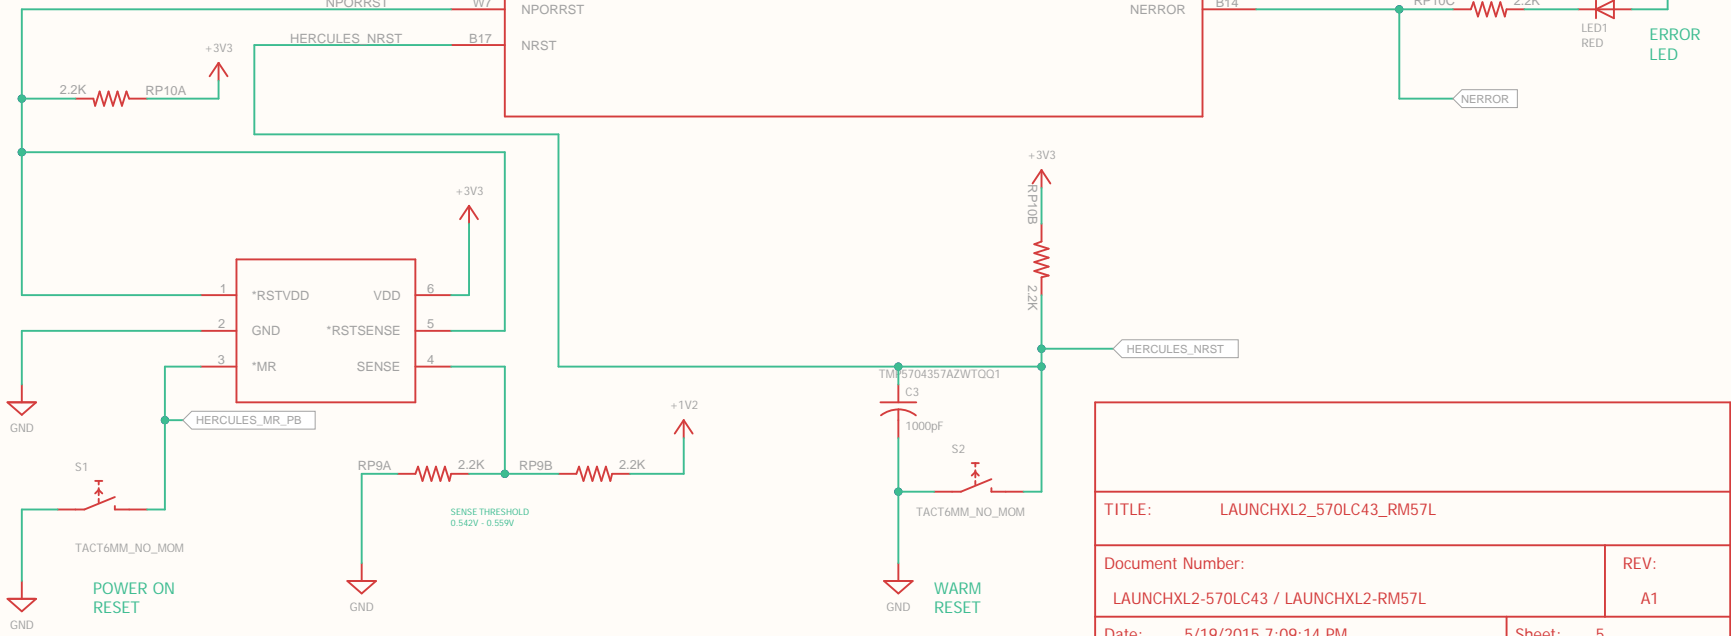 NPORRST
W7
NPORRST
NERROR
B14
RP10C
2.2K
HERCULES_NRST
B17
NRST
LED1
RED
ERROR
LED
+3V3
2.2K
RP10A
NERROR
+3V3
RP10B
2.2K
+3V3
1
*RSTVDD
VDD
6
2
GND
*RSTSENSE
5
3
*MR
SENSE
4
HERCULES_NRST
TMP5704357AZWTQQ1
C3
1000pF
GND
HERCULES_MR_PB
+1V2
S1
RP9A
2.2K
RP9B
2.2K
S2
SENSE THRESHOLD
0.542V - 0.559V
TACT6MM_NO_MOM
TACT6MM_NO_MOM
POWER ON
RESET
WARM
RESET
GND
GND
GND
TITLE: LAUNCHXL2_570LC43_RM57L
Document Number:
REV:
LAUNCHXL2-570LC43 / LAUNCHXL2-RM57L
A1
Date: 5/19/2015 7:09:14 PM
Sheet: 5